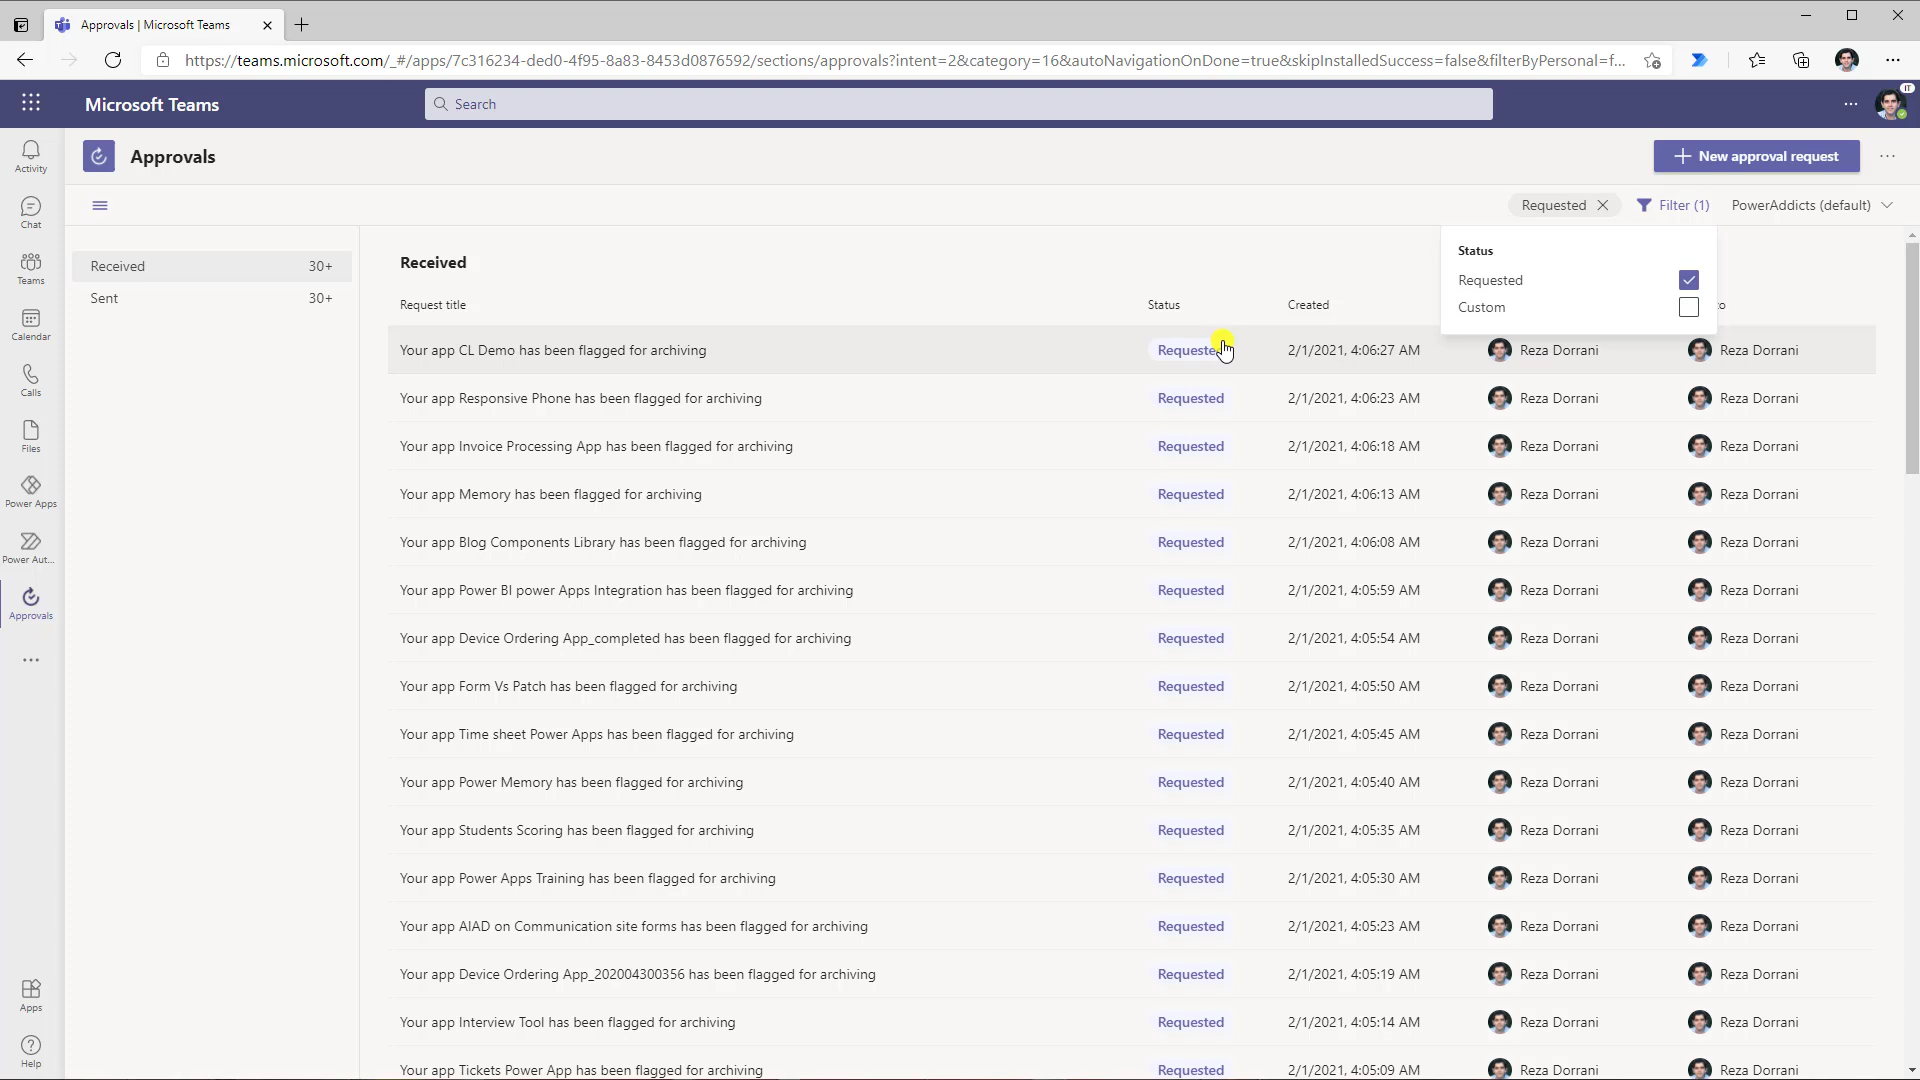 Approvals | Microsoft Teams
https://teams.microsoft.com/_#/apps/7c316234-ded0-4f95-8a83-8453d0876592/sections/approvals?intent=2&category=16&autoNavigationOnDone=true&skipInstalledSuccess=false&filterByPersonal=f...
Microsoft Teams
Search
IT
Activity
Chat
Teams
Calendar
Calls
Files
Power Apps
Power Aut...
Approvals
Apps
Help
Approvals
New approval request
Requested
Filter (1)
PowerAddicts (default)
Received 30+
Sent 30+
Status
Requested
Custom
Received
Request title Status Created to
Your app CL Demo has been flagged for archiving 2/1/2021, 4:06:27 AM Reza Dorrani Reza Dorrani
Your app Responsive Phone has been flagged for archiving Requested 2/1/2021, 4:06:23 AM Reza Dorrani Reza Dorrani
Your app Invoice Processing App has been flagged for archiving Requested 2/1/2021, 4:06:18 AM Reza Dorrani Reza Dorrani
Your app Memory has been flagged for archiving Requested 2/1/2021, 4:06:13 AM Reza Dorrani Reza Dorrani
Your app Blog Components Library has been flagged for archiving Requested 2/1/2021, 4:06:08 AM Reza Dorrani Reza Dorrani
Your app Power BI power Apps Integration has been flagged for archiving Requested 2/1/2021, 4:05:59 AM Reza Dorrani Reza Dorrani
Your app Device Ordering App_completed has been flagged for archiving Requested 2/1/2021, 4:05:54 AM Reza Dorrani Reza Dorrani
Your app Form Vs Patch has been flagged for archiving Requested 2/1/2021, 4:05:50 AM Reza Dorrani Reza Dorrani
Your app Time sheet Power Apps has been flagged for archiving Requested 2/1/2021, 4:05:45 AM Reza Dorrani Reza Dorrani
Your app Power Memory has been flagged for archiving Requested 2/1/2021, 4:05:40 AM Reza Dorrani Reza Dorrani
Your app Students Scoring has been flagged for archiving Requested 2/1/2021, 4:05:35 AM Reza Dorrani Reza Dorrani
Your app Power Apps Training has been flagged for archiving Requested 2/1/2021, 4:05:30 AM Reza Dorrani Reza Dorrani
Your app AIAD on Communication site forms has been flagged for archiving Requested 2/1/2021, 4:05:23 AM Reza Dorrani Reza Dorrani
Your app Device Ordering App_202004300356 has been flagged for archiving Requested 2/1/2021, 4:05:19 AM Reza Dorrani Reza Dorrani
Your app Interview Tool has been flagged for archiving Requested 2/1/2021, 4:05:14 AM Reza Dorrani Reza Dorrani
Your app Tickets Power App has been flagged for archiving Requested 2/1/2021, 4:05:09 AM Reza Dorrani Reza Dorrani